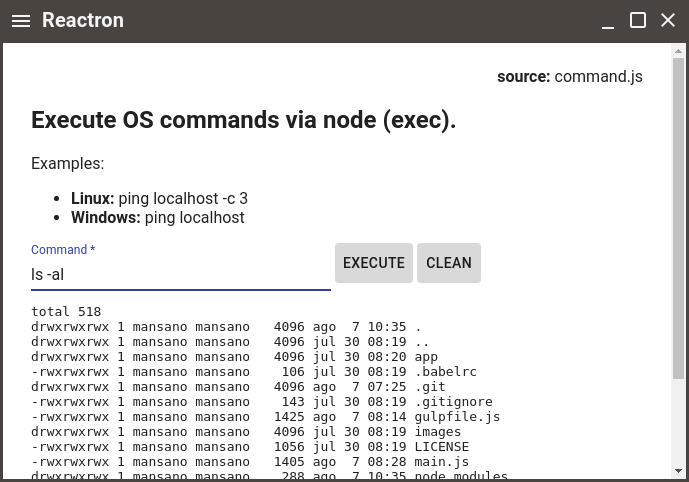 Reactron
source: command.js
Execute OS commands via node (exec).
Examples:
Linux: ping localhost -c 3
Windows: ping localhost
Command *
ls -al
EXECUTE CLEAN
total 518
drwxrwxrwx 1 mansano mansano   4096 ago  7 10:35 .
drwxrwxrwx 1 mansano mansano   4096 jul 30 08:19 ..
drwxrwxrwx 1 mansano mansano   4096 jul 30 08:20 app
-rwxrwxrwx 1 mansano mansano    106 jul 30 08:19 .babelrc
drwxrwxrwx 1 mansano mansano   4096 ago  7 07:25 .git
-rwxrwxrwx 1 mansano mansano    143 jul 30 08:19 .gitignore
-rwxrwxrwx 1 mansano mansano   1425 ago  7 08:14 gulpfile.js
drwxrwxrwx 1 mansano mansano   4096 jul 30 08:19 images
-rwxrwxrwx 1 mansano mansano   1056 jul 30 08:19 LICENSE
-rwxrwxrwx 1 mansano mansano   1405 ago  7 08:28 main.js
drwxrwxrwx 1 mansano mansano    288 ago  7 10:35 node_modules